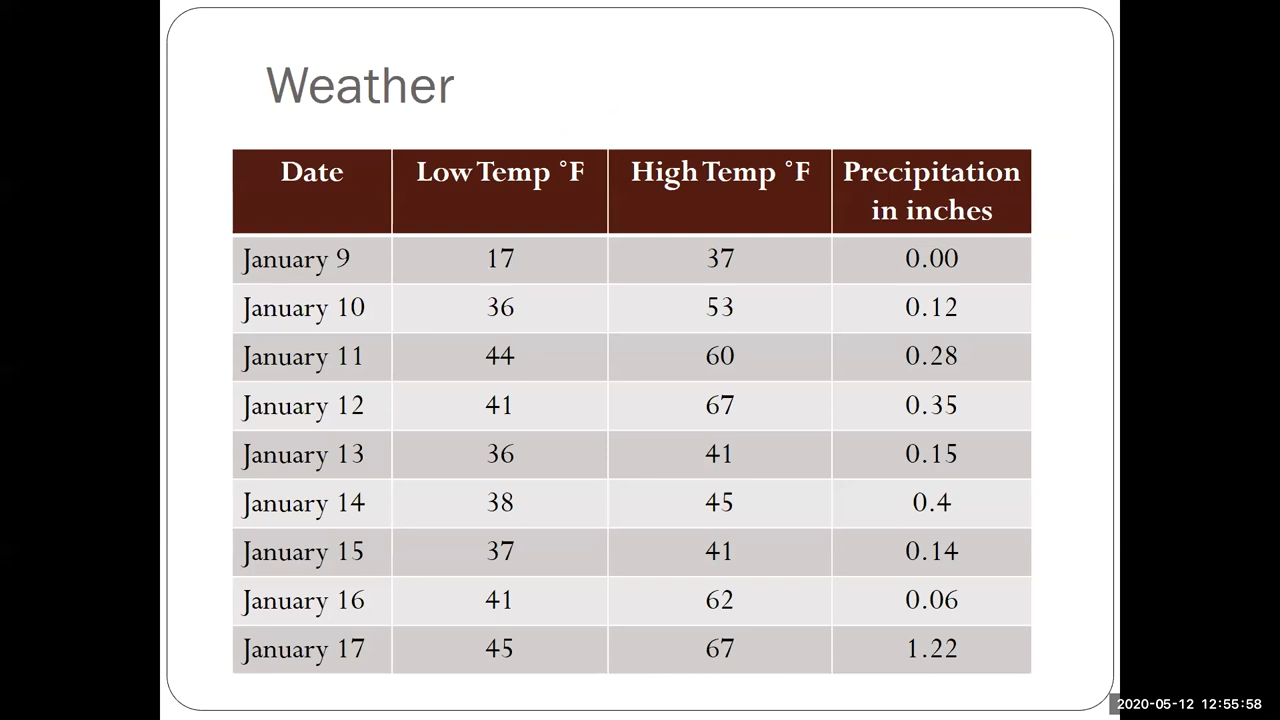 Weather
Date Low Temp ˚F High Temp ˚F Precipitation in inches
January 9 17 37 0.00
January 10 36 53 0.12
January 11 44 60 0.28
January 12 41 67 0.35
January 13 36 41 0.15
January 14 38 45 0.4
January 15 37 41 0.14
January 16 41 62 0.06
January 17 45 67 1.22
2020-05-12 12:55:58